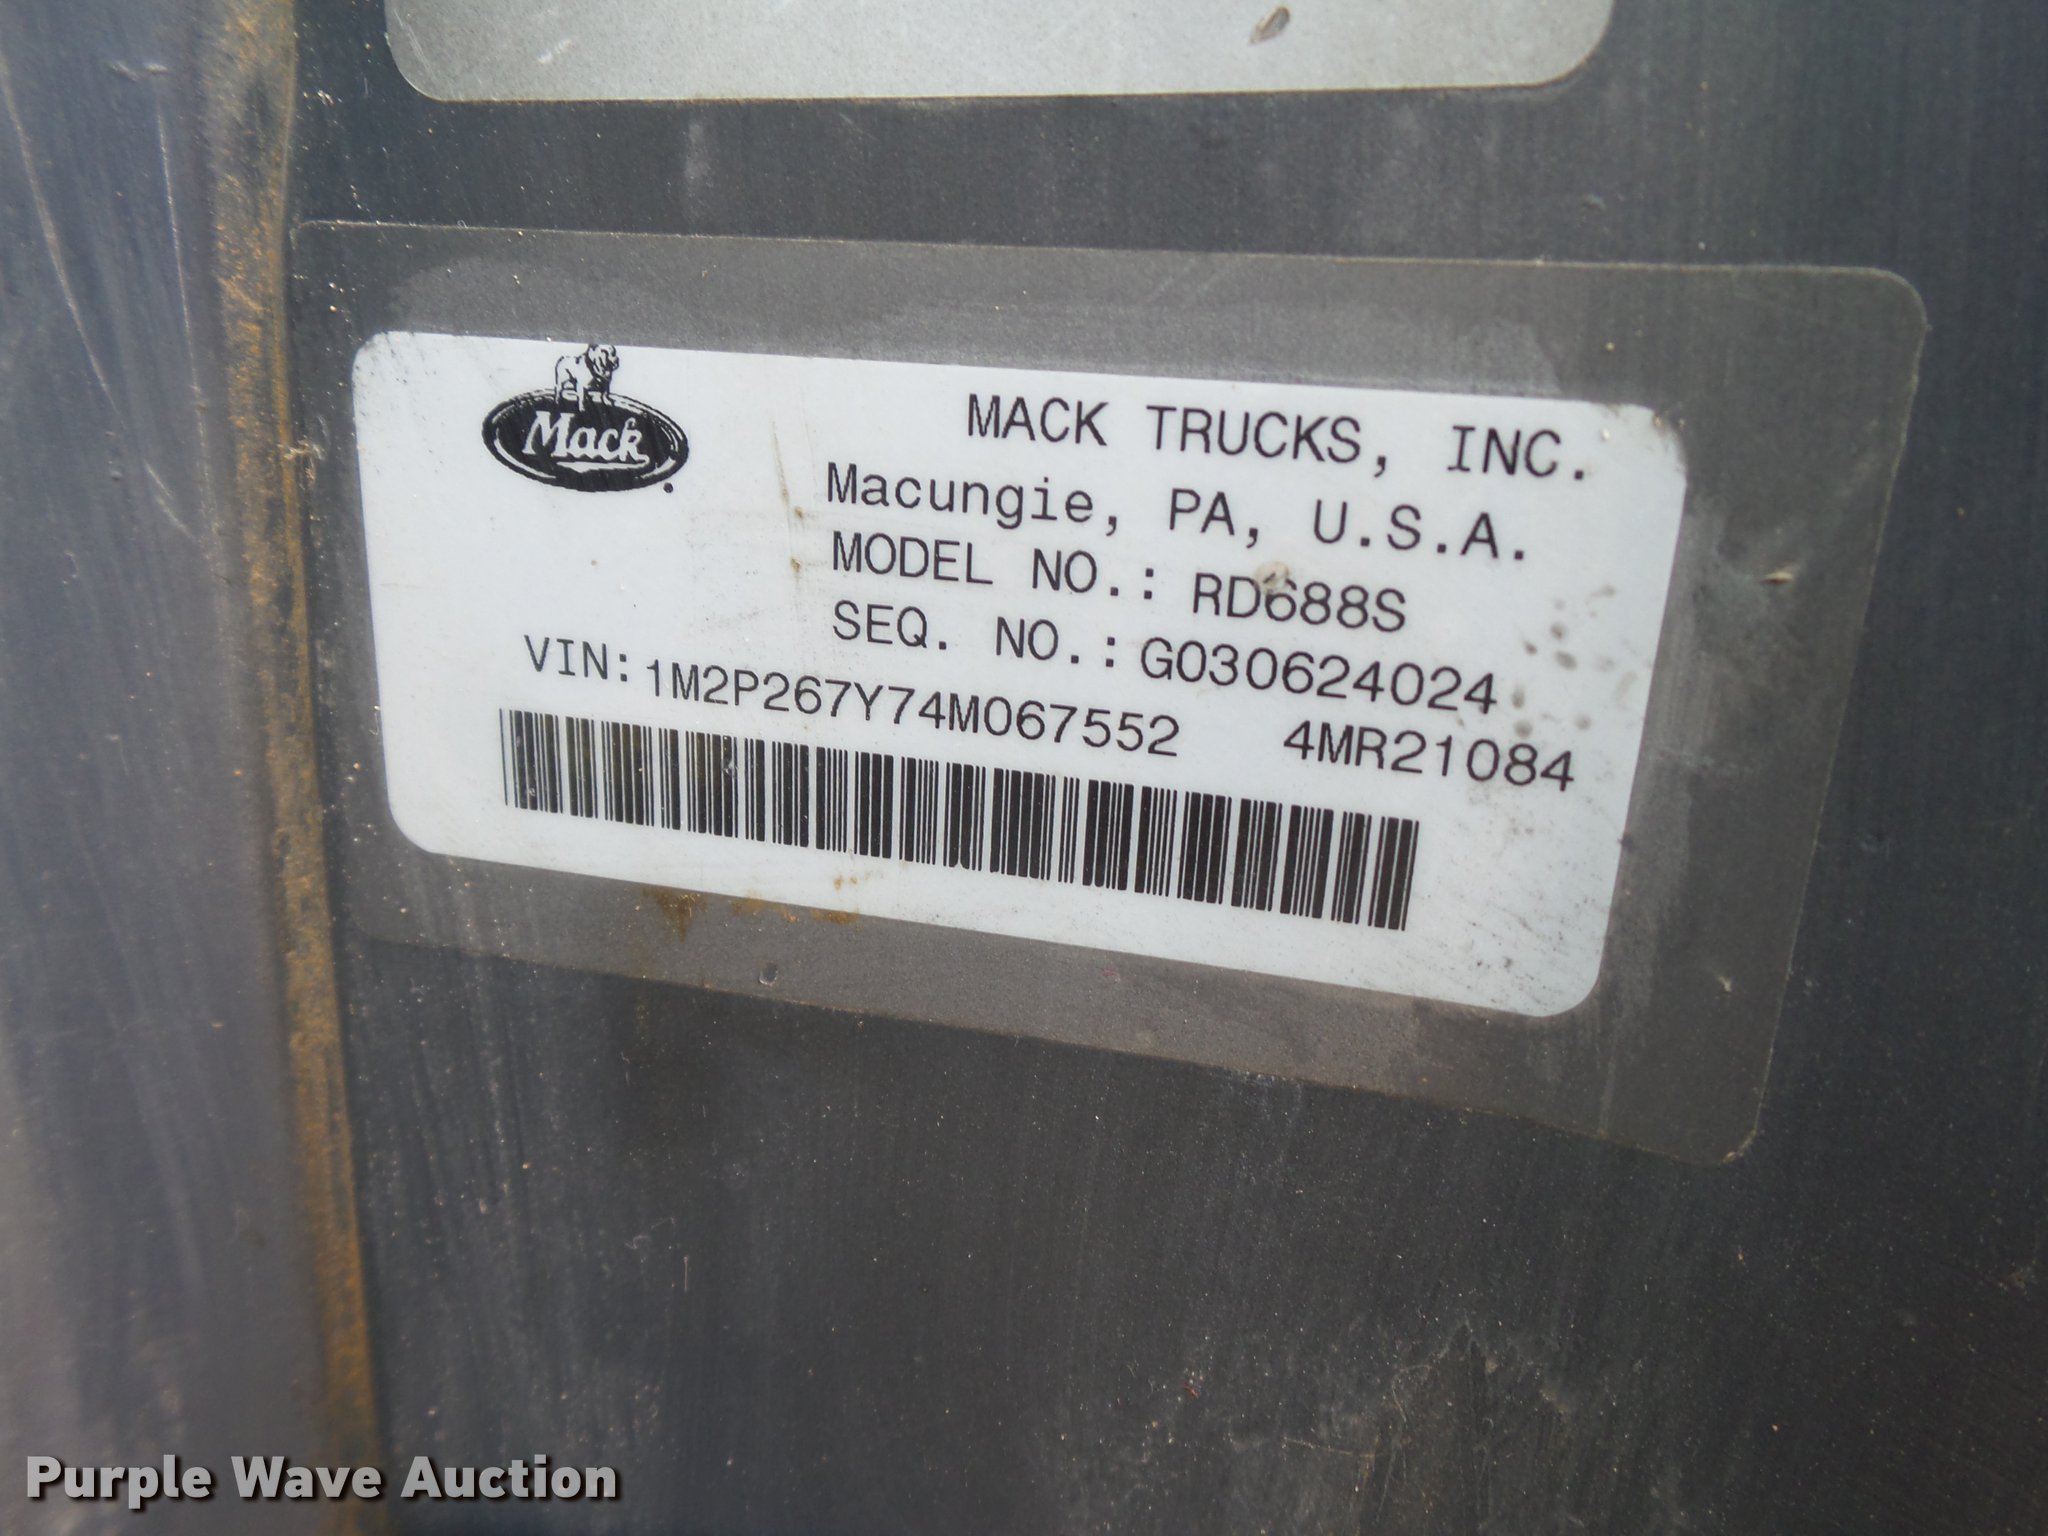 Mack
MACK TRUCKS, INC.
Macungie, PA, U.S.A.
MODEL NO.: RD688S
SEQ. NO.: G030624024
VIN: 1M2P267Y74M067552 4MR21084
Purple Wave Auction